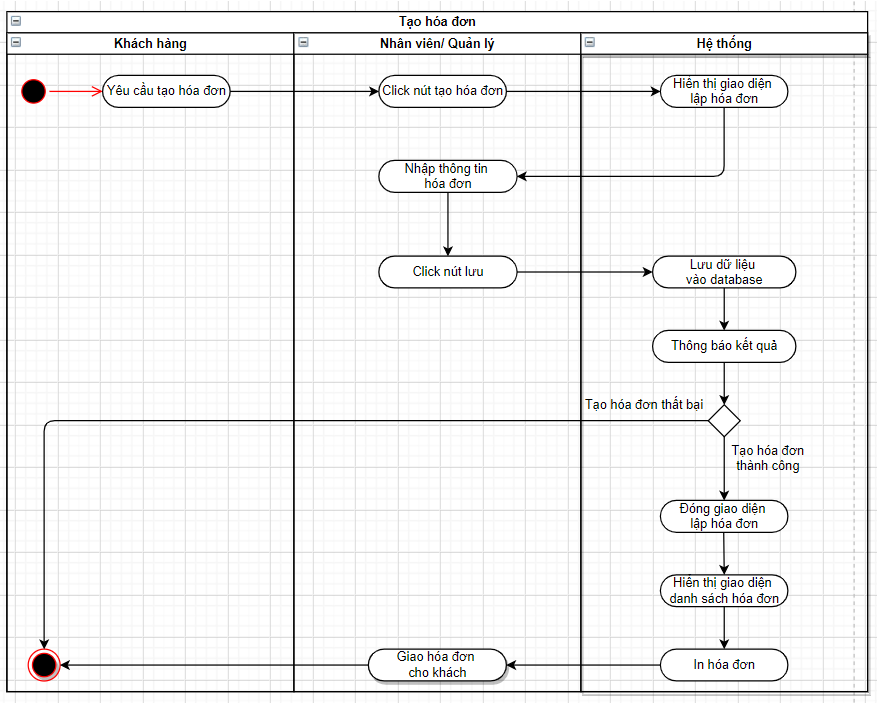 Tạo hóa đơn
Khách hàng
Nhân viên/ Quản lý
Hệ thống
Yêu cầu tạo hóa đơn
Click nút tạo hóa đơn
Hiển thị giao diện
lập hóa đơn
Nhập thông tin
hóa đơn
Click nút lưu
Lưu dữ liệu
vào database
Thông báo kết quả
Tạo hóa đơn thất bại
Tạo hóa đơn
thành công
Đóng giao diện
lập hóa đơn
Hiển thị giao diện
danh sách hóa đơn
In hóa đơn
Giao hóa đơn
cho khách